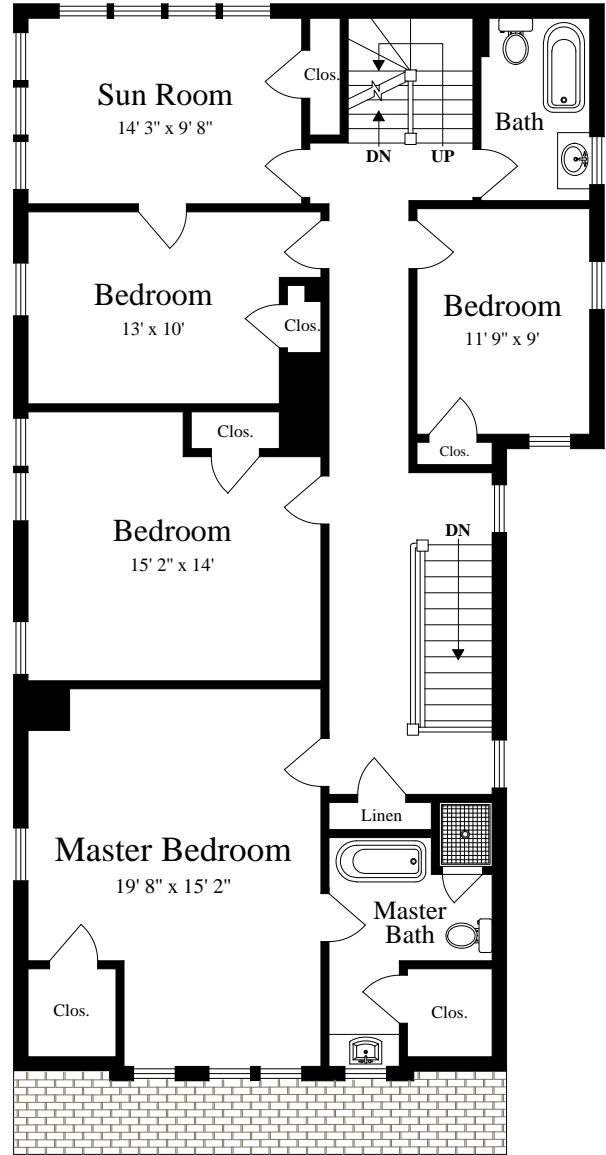 Sun Room
14' 3" x 9' 8"
Clos.
DN
UP
Bath
Bedroom
13' x 10'
Clos.
Bedroom
11' 9" x 9'
Clos.
Clos.
Bedroom
15' 2" x 14'
DN
Master Bedroom
19' 8" x 15' 2"
Linen
Master
Bath
Clos.
Clos.